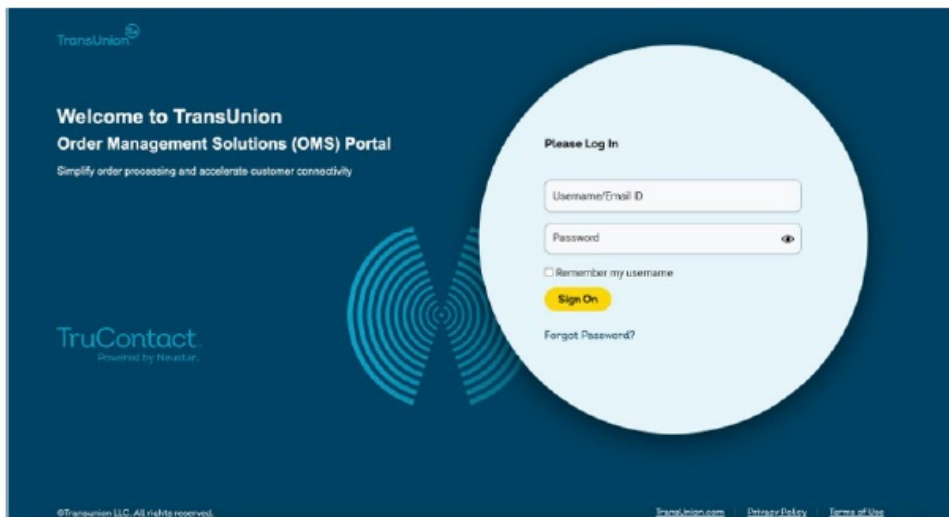 TransUnion
Welcome to TransUnion
Order Management Solutions (OMS) Portal
Simplify order processing and accelerate customer connectivity
TruContact
Powered by Neustar.
Please Log In
Username/Email ID
Password
Remember my username
Sign On
Forgot Password?
©Transunion LLC. All rights reserved.
TransUnion.com Privacy Policy Terms of Use